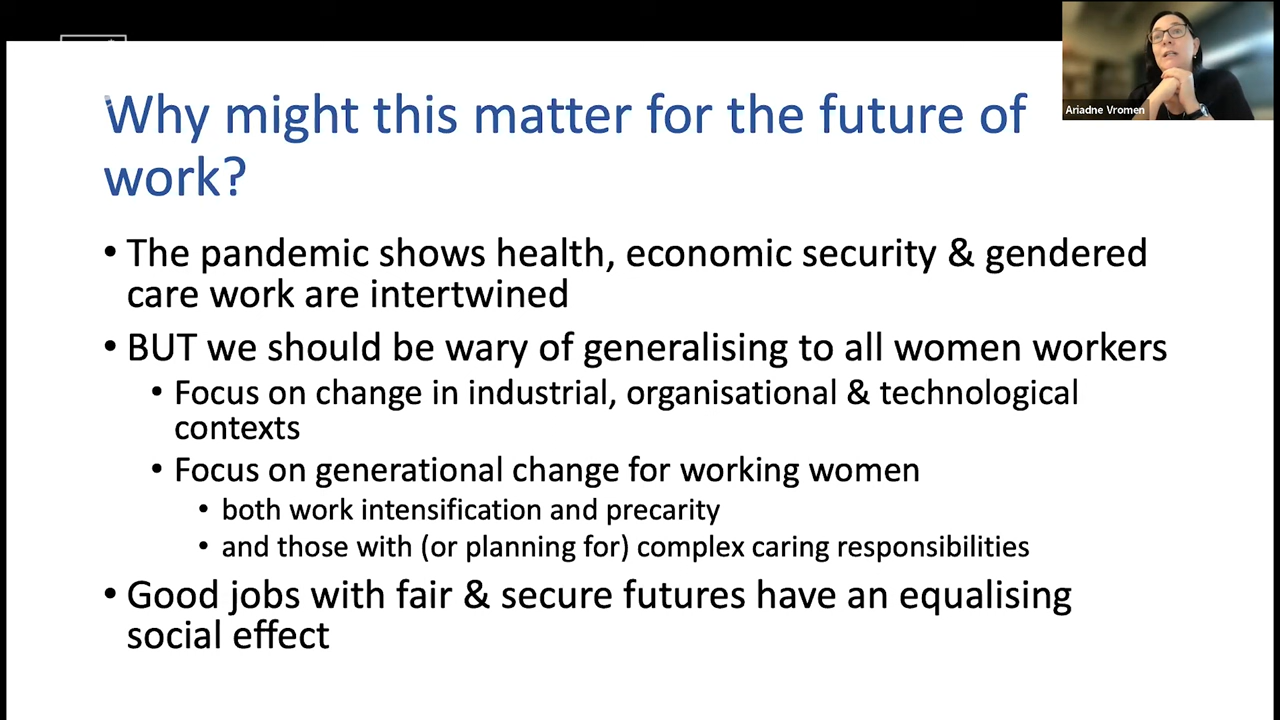 Ariadne Vromen
Why might this matter for the future of
work?
• The pandemic shows health, economic security & gendered
care work are intertwined
• BUT we should be wary of generalising to all women workers
• Focus on change in industrial, organisational & technological
contexts
• Focus on generational change for working women
• both work intensification and precarity
• and those with (or planning for) complex caring responsibilities
• Good jobs with fair & secure futures have an equalising
social effect